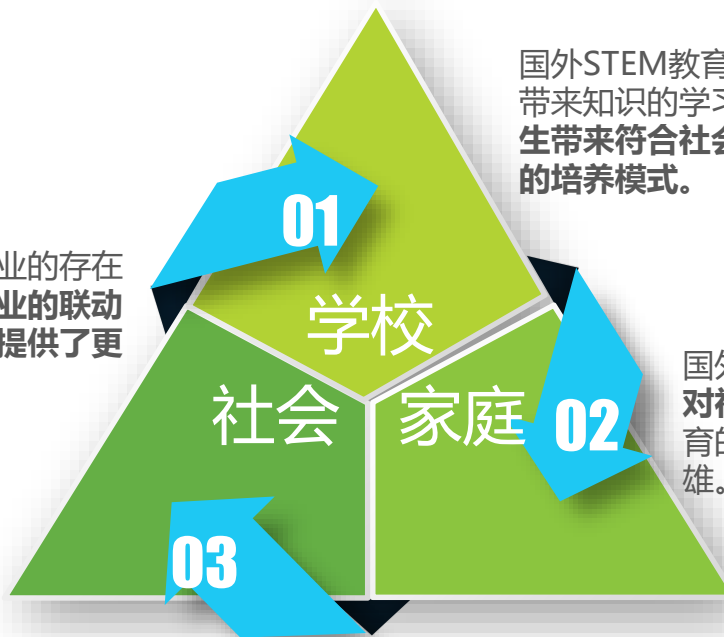 国外STEM教育
带来知识的学习
生带来符合社会
的培养模式。
01
业的存在
业的联动
提供了更
学校
国外
对社
育的
雄。
社会
家庭
02
03